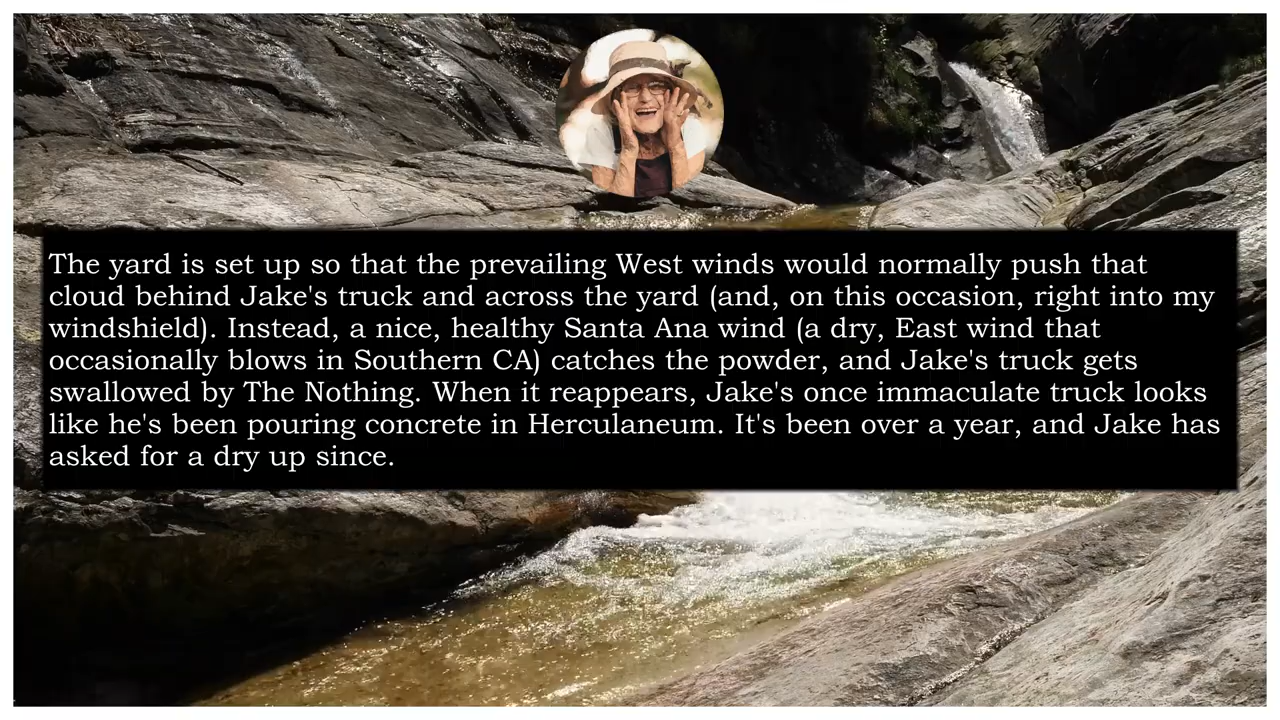 The yard is set up so that the prevailing West winds would normally push that
cloud behind Jake's truck and across the yard (and, on this occasion, right into my
windshield). Instead, a nice, healthy Santa Ana wind (a dry, East wind that
occasionally blows in Southern CA) catches the powder, and Jake's truck gets
swallowed by The Nothing. When it reappears, Jake's once immaculate truck looks
like he's been pouring concrete in Herculaneum. It's been over a year, and Jake has
asked for a dry up since.